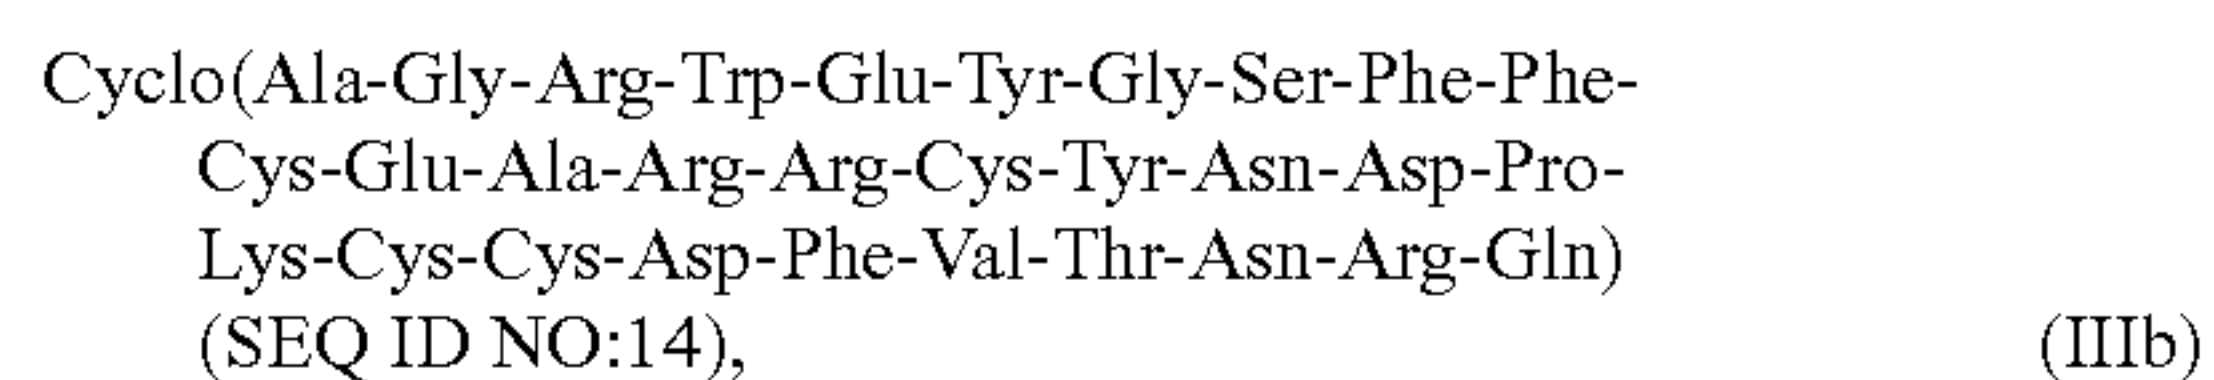 Cyclo(Ala-Gly-Arg-Trp-Glu-Tyr-Gly-Ser-Phe-Phe-
Cys-Glu-Ala-Arg-Arg-Cys-Tyr-Asn-Asp-Pro-
Lys-Cys-Cys-Asp-Phe-Val-Thr-Asn-Arg-Gln)
(SEQ ID NO:14), (IIIb)